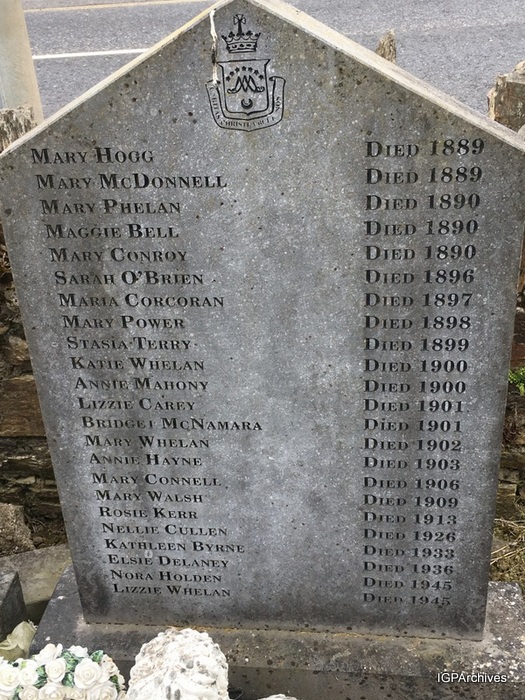 CHRISTI
MARY HOGG DIED 1889
MARY MCDONNELL DIED 1889
MARY PHELAN DIED 1890
MAGGIE BELL DIED 1890
MARY CONROY DIED 1890
SARAH O'BRIEN DIED 1896
MARIA CORCORAN DIED 1897
MARY POWER DIED 1898
STASIA TERRY DIED 1899
KATIE WHELAN DIED 1900
ANNIE MAHONY DIED 1900
LIZZIE CAREY DIED 1901
BRIDGET MCNAMARA DIED 1901
MARY WHELAN DIED 1902
ANNIE HAYNE DIED 1903
MARY CONNELL DIED 1906
MARY WALSH DIED 1909
ROSIE KERR DIED 1913
NELLIE CULLEN DIED 1926
KATHLEEN BYRNE DIED 1933
ELSIE DELANEY DIED 1936
NORA HOLDEN DIED 1945
LIZZIE WHELAN DIED 1945
IGPArchives